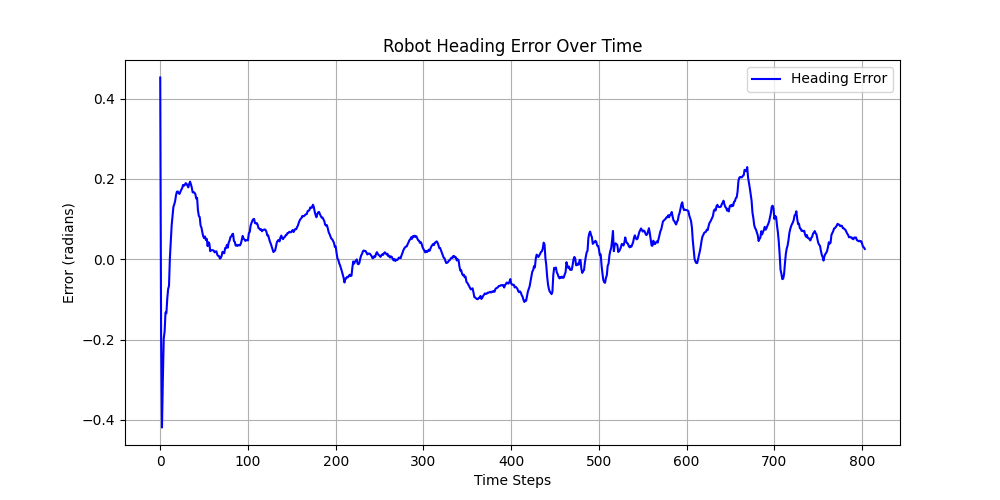 Robot Heading Error Over Time
Heading Error
Error (radians)
0.4
0.2
0.0
−0.2
−0.4
0 100 200 300 400 500 600 700 800
Time Steps